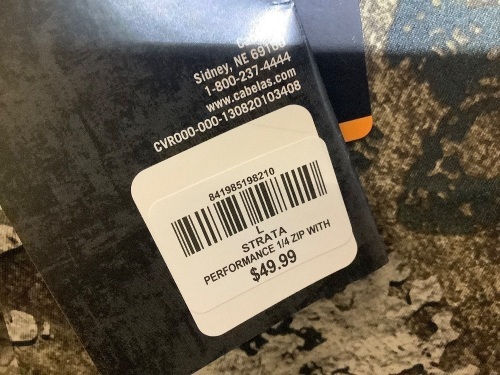 Sidney, NE 69160
1-800-237-4444
www.cabelas.com
CVR000-000-130820103408
841985198210
L
STRATA
PERFORMANCE 1/4 ZIP WITH
$49.99